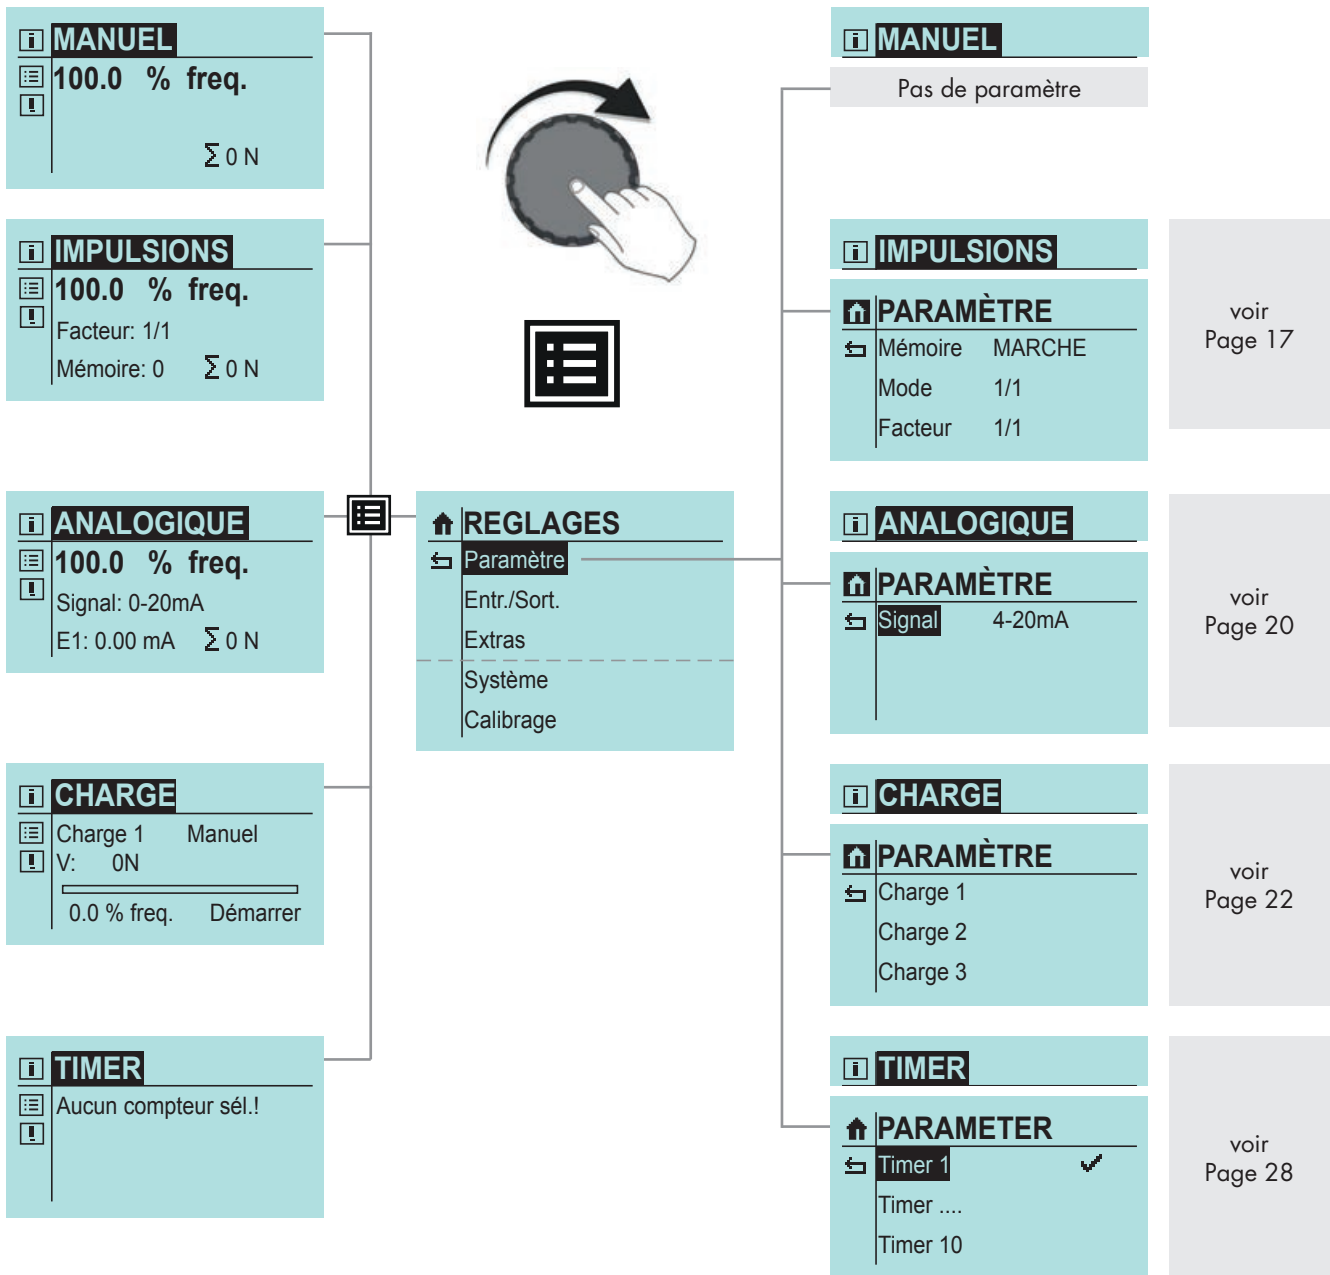 MANUEL
100.0 % freq.
Σ 0 N
IMPULSIONS
100.0 % freq.
Facteur: 1/1
Mémoire: 0 Σ 0 N
ANALOGIQUE
100.0 % freq.
Signal: 0-20mA
E1: 0.00 mA Σ 0 N
CHARGE
Charge 1 Manuel
V: 0N
0.0 % freq. Démarrer
TIMER
Aucun compteur sél.!
REGLAGES
Paramètre
Entr./Sort.
Extras
Système
Calibrage
MANUEL
Pas de paramètre
IMPULSIONS
PARAMÈTRE
Mémoire MARCHE
Mode 1/1
Facteur 1/1
voir
Page 17
ANALOGIQUE
PARAMÈTRE
Signal 4-20mA
voir
Page 20
CHARGE
PARAMÈTRE
Charge 1
Charge 2
Charge 3
voir
Page 22
TIMER
PARAMETER
Timer 1
Timer ....
Timer 10
voir
Page 28